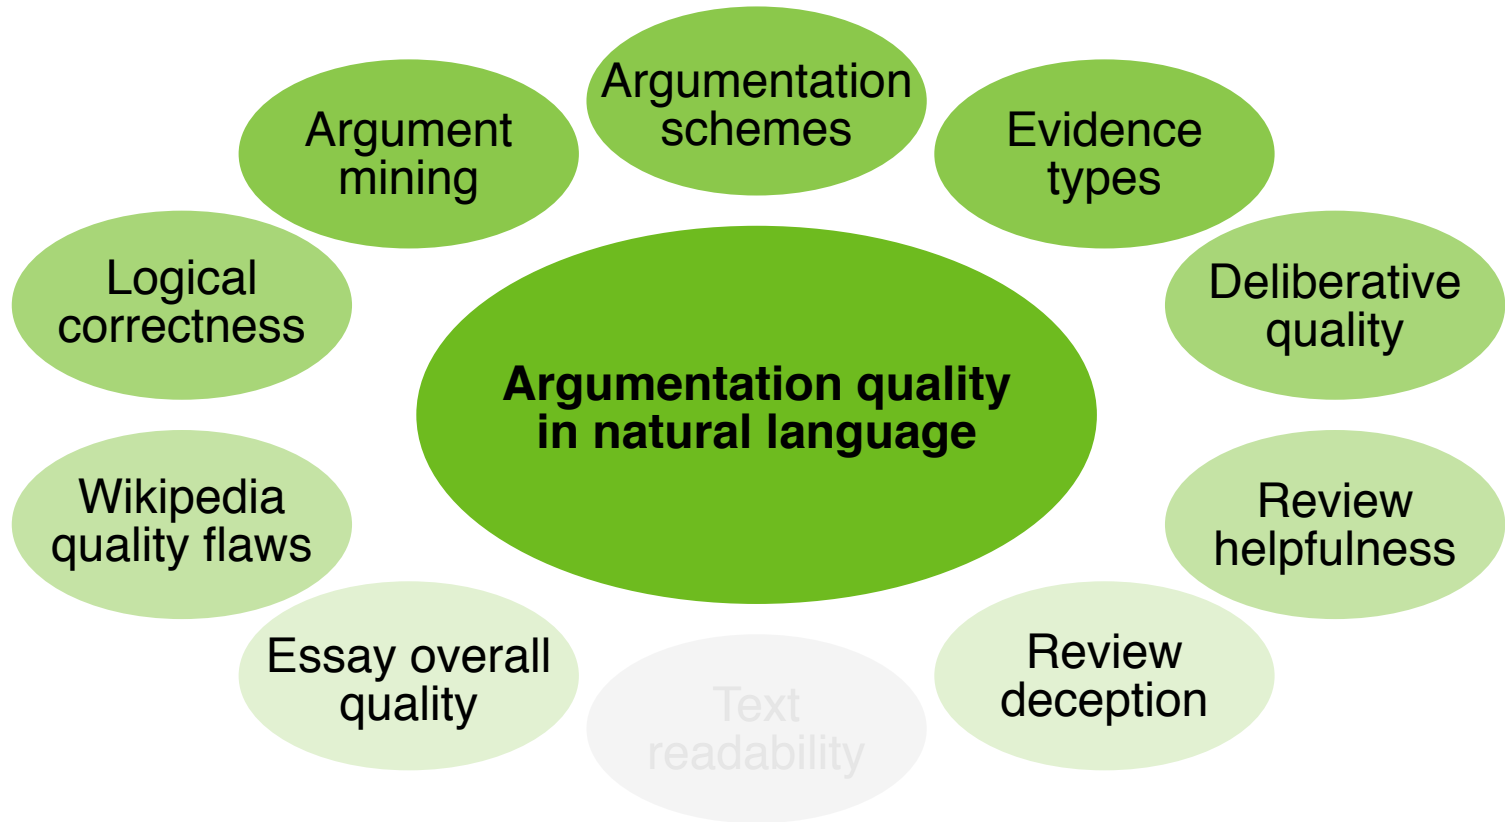 Argumentation
schemes
Argument
mining
Evidence
types
Logical
correctness
Deliberative
quality
Argumentation quality
in natural language
Wikipedia
quality flaws
Review
helpfulness
Essay overall
quality
Review
deception
Text
readability